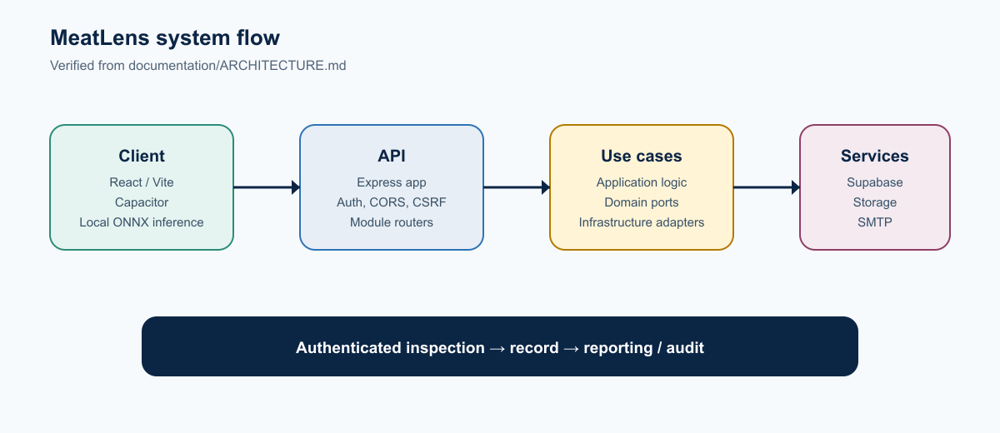 MeatLens system flow
Verified from documentation/ARCHITECTURE.md
Client
React / Vite
Capacitor
Local ONNX inference
API
Express app
Auth, CORS, CSRF
Module routers
Use cases
Application logic
Domain ports
Infrastructure adapters
Services
Supabase
Storage
SMTP
Authenticated inspection → record → reporting / audit